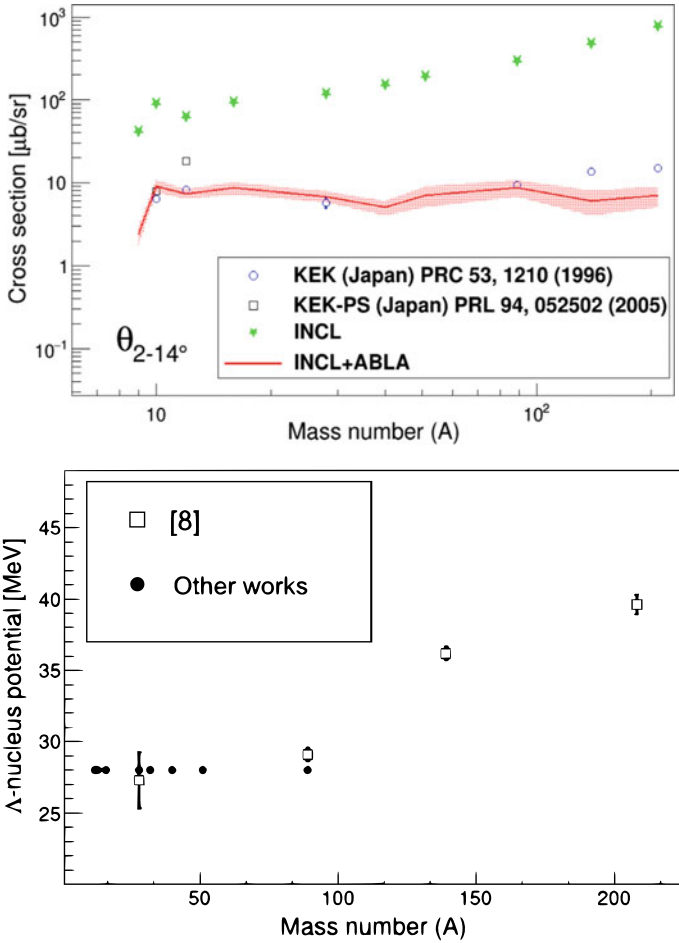 10³
10²
10
1
10⁻¹
Cross section [μb/sr]
KEK (Japan) PRC 53, 1210 (1996)
KEK-PS (Japan) PRL 94, 052502 (2005)
INCL
INCL+ABLA
θ₂₋₁₄°
10
10²
Mass number (A)
45
40
35
30
25
Λ-nucleus potential [MeV]
[8]
Other works
50
100
150
200
Mass number (A)